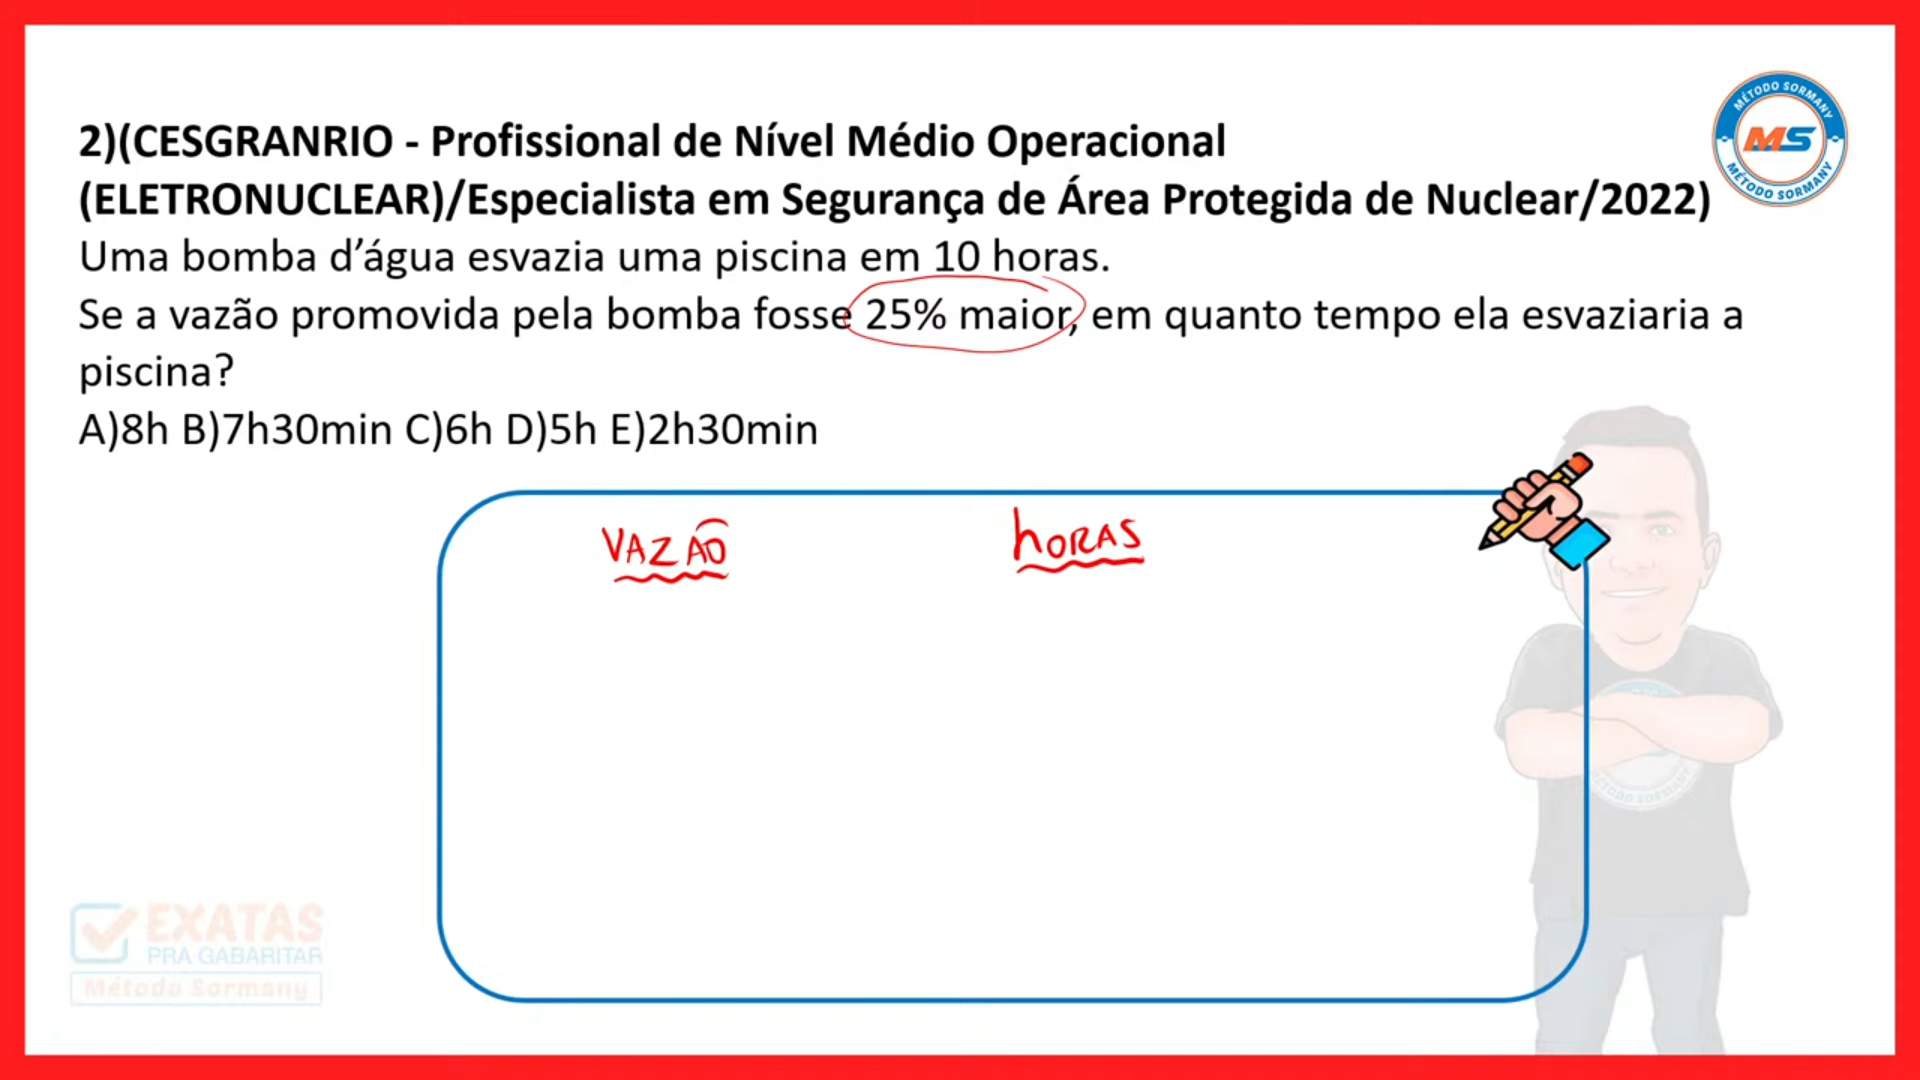 MÉTODO SORMANY
MS
MÉTODO SORMANY
2)(CESGRANRIO - Profissional de Nível Médio Operacional
(ELETRONUCLEAR)/Especialista em Segurança de Área Protegida de Nuclear/2022)
Uma bomba d’água esvazia uma piscina em 10 horas.
Se a vazão promovida pela bomba fosse 25% maior, em quanto tempo ela esvaziaria a
piscina?
A)8h B)7h30min C)6h D)5h E)2h30min
VAZÃO hORAS
EXATAS
PRA GABARITAR
Método Sormany